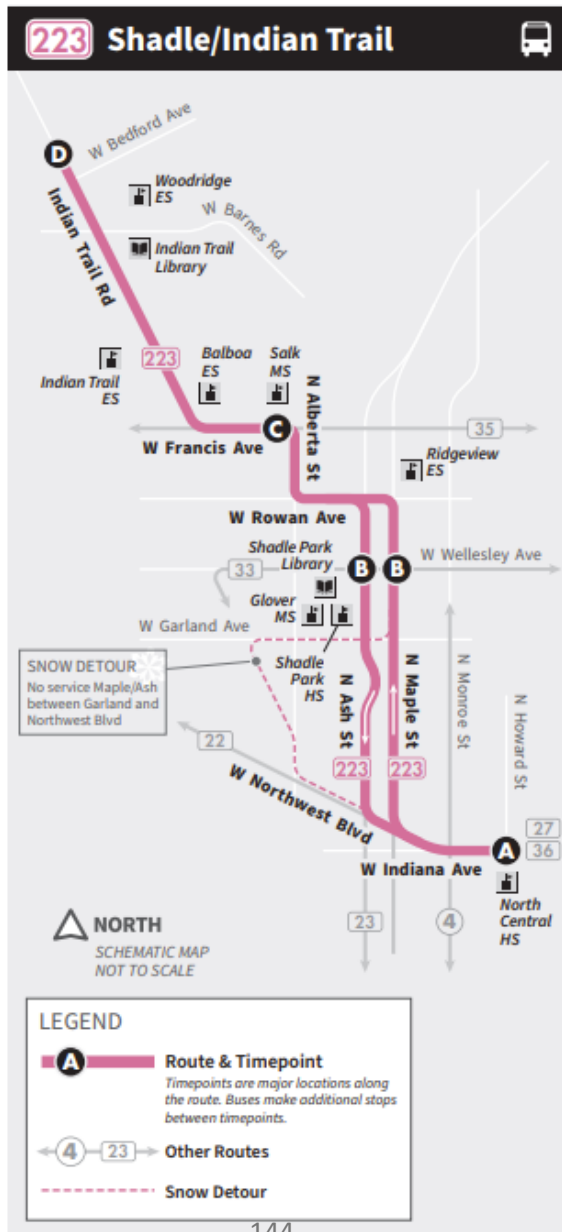 223 Shadle/Indian Trail
W Bedford Ave
D
Woodridge
ES
W Barnes Rd
Indian Trail
Library
Indian Trail Rd
223
Indian Trail
ES
Balboa
ES
Salk
MS
N Alberta St
C
35
W Francis Ave
Ridgeview
ES
W Rowan Ave
Shadle Park
Library
B
B
W Wellesley Ave
33
Glover
MS
W Garland Ave
Shadle
Park
HS
SNOW DETOUR
No service Maple/Ash
between Garland and
Northwest Blvd
N Ash St
N Maple St
N Monroe St
N Howard St
22
223
223
W Northwest Blvd
27
A
36
W Indiana Ave
North
Central
HS
23
4
NORTH
SCHEMATIC MAP
NOT TO SCALE
LEGEND
A
Route & Timepoint
Timepoints are major locations along
the route. Buses make additional stops
between timepoints.
4
23
Other Routes
Snow Detour
144